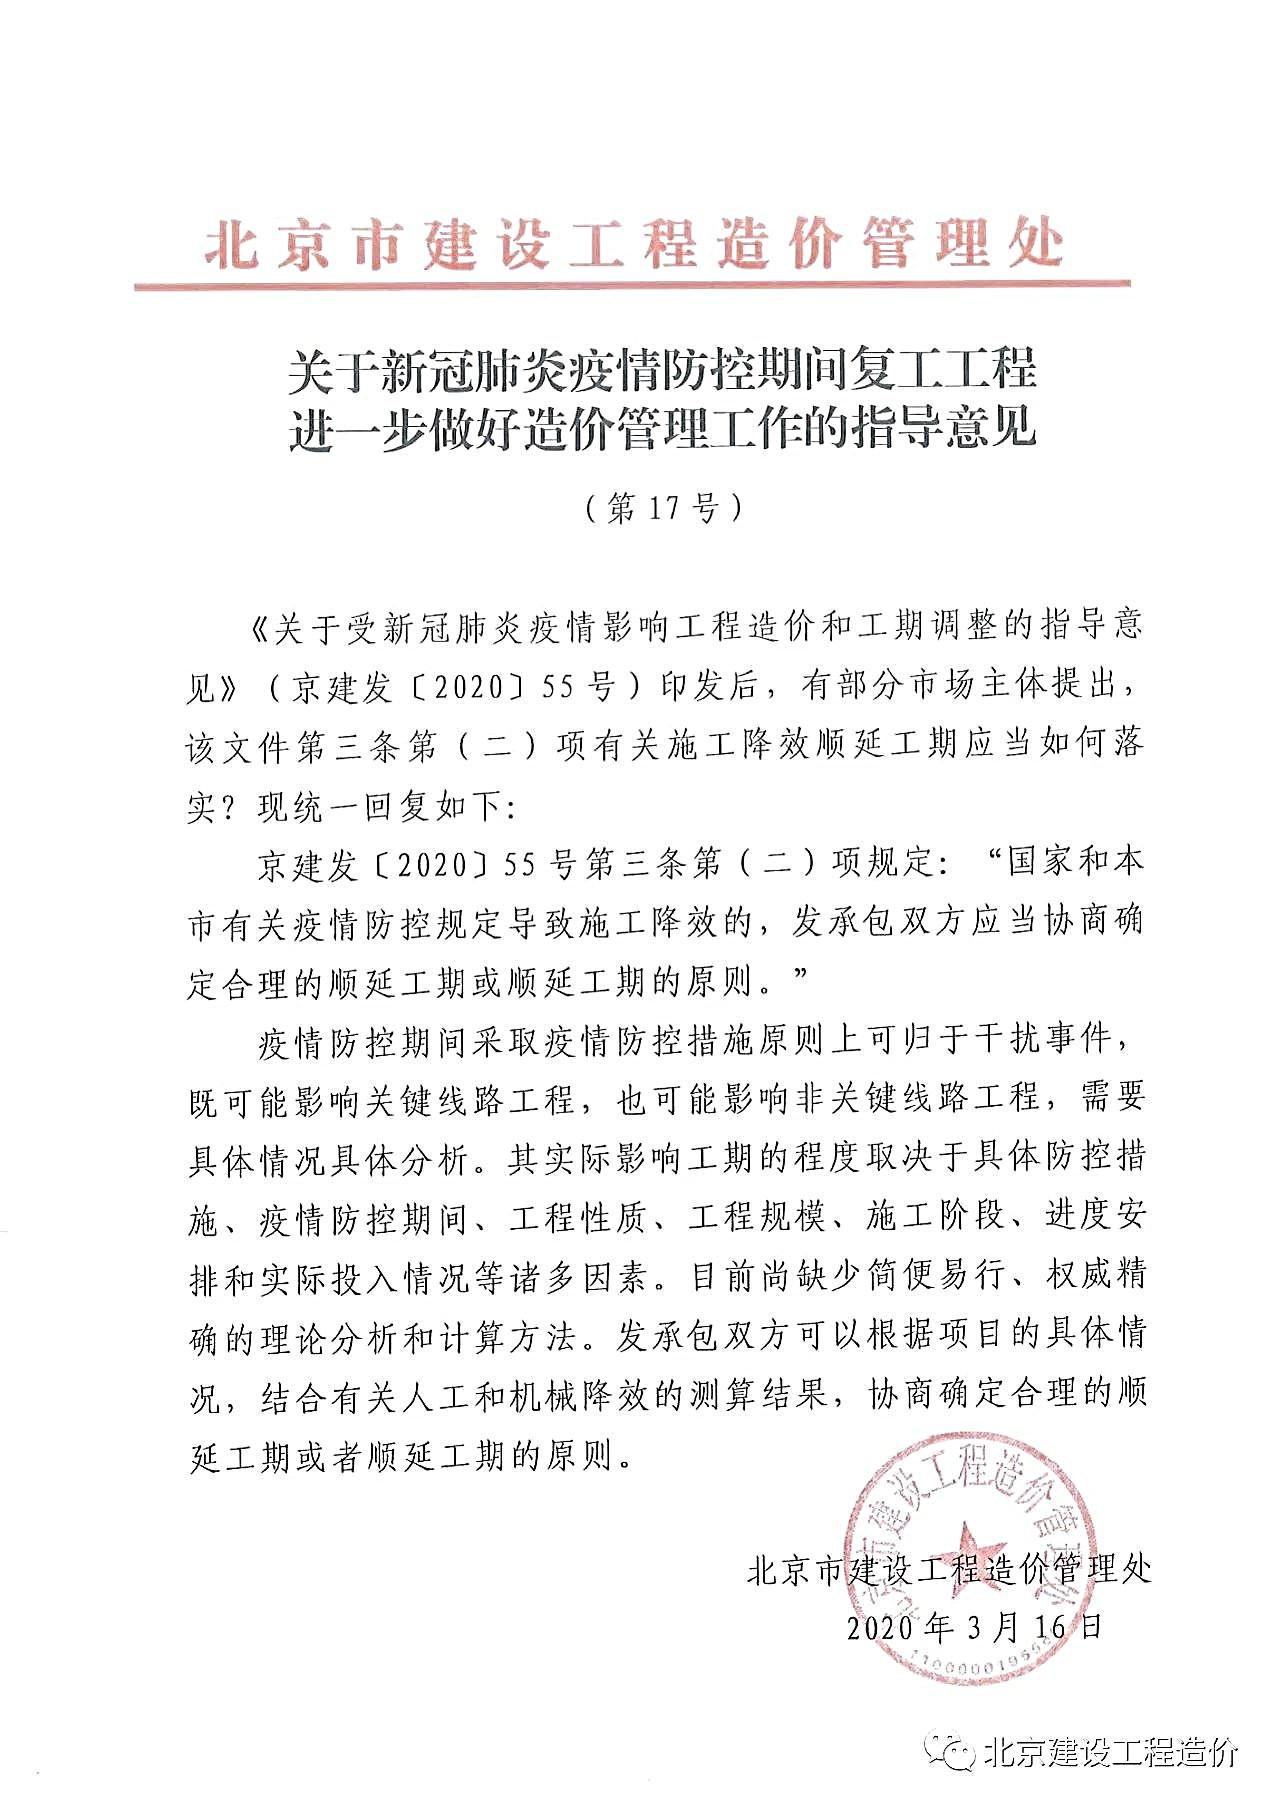 北京市建设工程造价管理处
关于新冠肺炎疫情防控期间复工工程
进一步做好造价管理工作的指导意见
（第 17 号）
《关于受新冠肺炎疫情影响工程造价和工期调整的指导意
见》（京建发〔2020〕55 号）印发后，有部分市场主体提出，
该文件第三条第（二）项有关施工降效顺延工期应当如何落
实？现统一回复如下：
京建发〔2020〕55 号第三条第（二）项规定：“国家和本
市有关疫情防控规定导致施工降效的，发承包双方应当协商确
定合理的顺延工期或顺延工期的原则。”
疫情防控期间采取疫情防控措施原则上可归于干扰事件，
既可能影响关键线路工程，也可能影响非关键线路工程，需要
具体情况具体分析。其实际影响工期的程度取决于具体防控措
施、疫情防控期间、工程性质、工程规模、施工阶段、进度安
排和实际投入情况等诸多因素。目前尚缺少简便易行、权威精
确的理论分析和计算方法。发承包双方可以根据项目的具体情
况，结合有关人工和机械降效的测算结果，协商确定合理的顺
延工期或者顺延工期的原则。
北京市建设工程造价管理处
北京市建设工程造价管理处
2020 年 3 月 16 日
北京建设工程造价